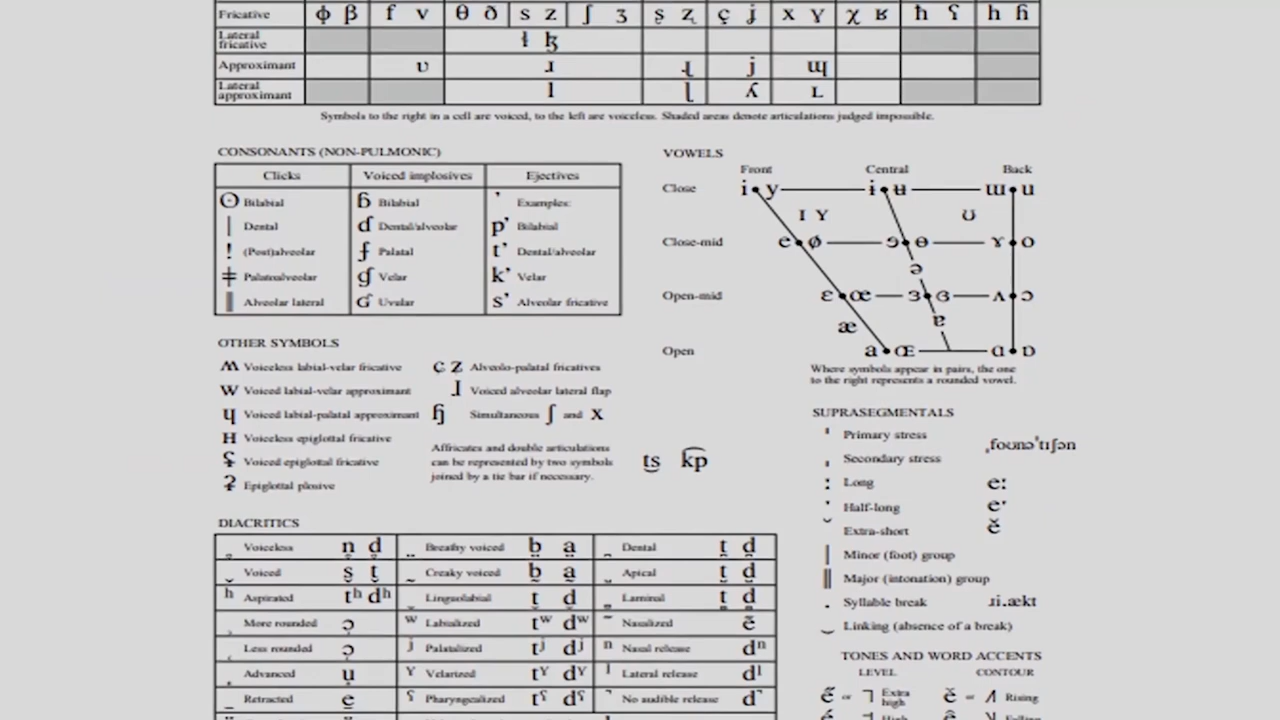 Fricative ɸ β f v θ ð s z ʃ ʒ ʂ ʐ ç ʝ x ɣ χ ʁ ħ ʕ h ɦ
Lateral fricative ɬ ɮ
Approximant ʋ ɹ ɻ j ɰ
Lateral approximant l ɭ ʎ ʟ
Symbols to the right in a cell are voiced, to the left are voiceless. Shaded areas denote articulations judged impossible.
CONSONANTS (NON-PULMONIC)
Clicks Voiced implosives Ejectives
ʘ Bilabial ɓ Bilabial ʼ Examples:
ǀ Dental ɗ Dental/alveolar pʼ Bilabial
ǃ (Post)alveolar ʄ Palatal tʼ Dental/alveolar
ǂ Palatoalveolar ɠ Velar kʼ Velar
ǁ Alveolar lateral ʛ Uvular sʼ Alveolar fricative
VOWELS
Front Central Back
Close i y ɨ ʉ ɯ u
ɪ ʏ ʊ
Close-mid e ø ɘ ɵ ɤ o
ə
Open-mid ɛ œ ɜ ɞ ʌ ɔ
æ ɐ
Open a ɶ ɑ ɒ
Where symbols appear in pairs, the one
to the right represents a rounded vowel.
OTHER SYMBOLS
ʍ Voiceless labial-velar fricative ɕ ʑ Alveolo-palatal fricatives
w Voiced labial-velar approximant ɺ Voiced alveolar lateral flap
ɥ Voiced labial-palatal approximant ɧ Simultaneous ʃ and x
ʜ Voiceless epiglottal fricative
ʢ Voiced epiglottal fricative
ʡ Epiglottal plosive
Affricates and double articulations
can be represented by two symbols
joined by a tie bar if necessary.
t͜s k͡p
SUPRASEGMENTALS
ˈ Primary stress ˌfoʊnəˈtɪʃən
ˌ Secondary stress
ː Long eː
ˑ Half-long eˑ
˘ Extra-short ĕ
| Minor (foot) group
‖ Major (intonation) group
. Syllable break ɹi.ækt
‿ Linking (absence of a break)
DIACRITICS
̥ Voiceless n̥ d̥ ̤ Breathy voiced b̤ a̤ ̪ Dental t̪ d̪
̬ Voiced s̬ t̬ ̰ Creaky voiced b̰ a̰ ̺ Apical t̺ d̺
ʰ Aspirated tʰ dʰ ̼ Linguolabial t̼ d̼ ̻ Laminal t̻ d̻
̹ More rounded ɔ̹ ʷ Labialized tʷ dʷ ̃ Nasalized ẽ
̜ Less rounded ɔ̜ ʲ Palatalized tʲ dʲ ⁿ Nasal release dⁿ
̟ Advanced u̟ ˠ Velarized tˠ dˠ ˡ Lateral release dˡ
̠ Retracted e̠ ˤ Pharyngealized tˤ dˤ ̚ No audible release d̚
TONES AND WORD ACCENTS
LEVEL CONTOUR
e̋ or ˥ Extra high ě or ˩˥ Rising